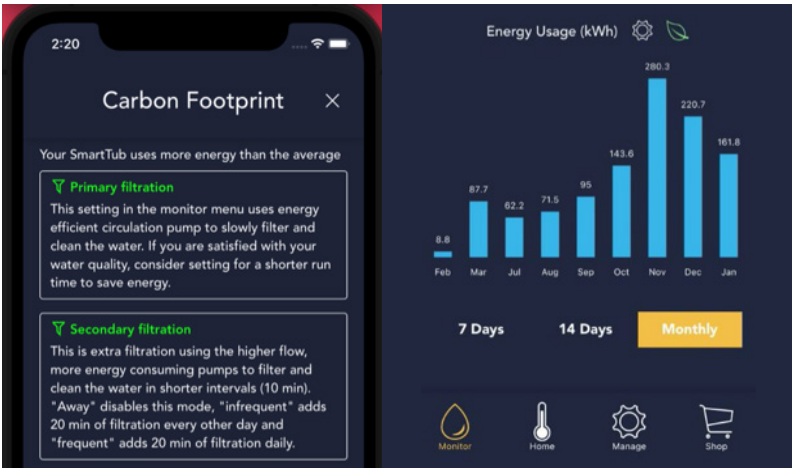 2:20
Carbon Footprint
Your SmartTub uses more energy than the average
Primary filtration
This setting in the monitor menu uses energy
efficient circulation pump to slowly filter and
clean the water. If you are satisfied with your
water quality, consider setting for a shorter run
time to save energy.
Secondary filtration
This is extra filtration using the higher flow,
more energy consuming pumps to filter and
clean the water in shorter intervals (10 min).
"Away" disables this mode, "infrequent" adds
20 min of filtration every other day and
"frequent" adds 20 min of filtration daily.
Energy Usage (kWh)
8.8
87.7
62.2
71.5
95
143.6
280.3
220.7
161.8
Feb Mar Jul Aug Sep Oct Nov Dec Jan
7 Days 14 Days Monthly
Monitor Home Manage Shop